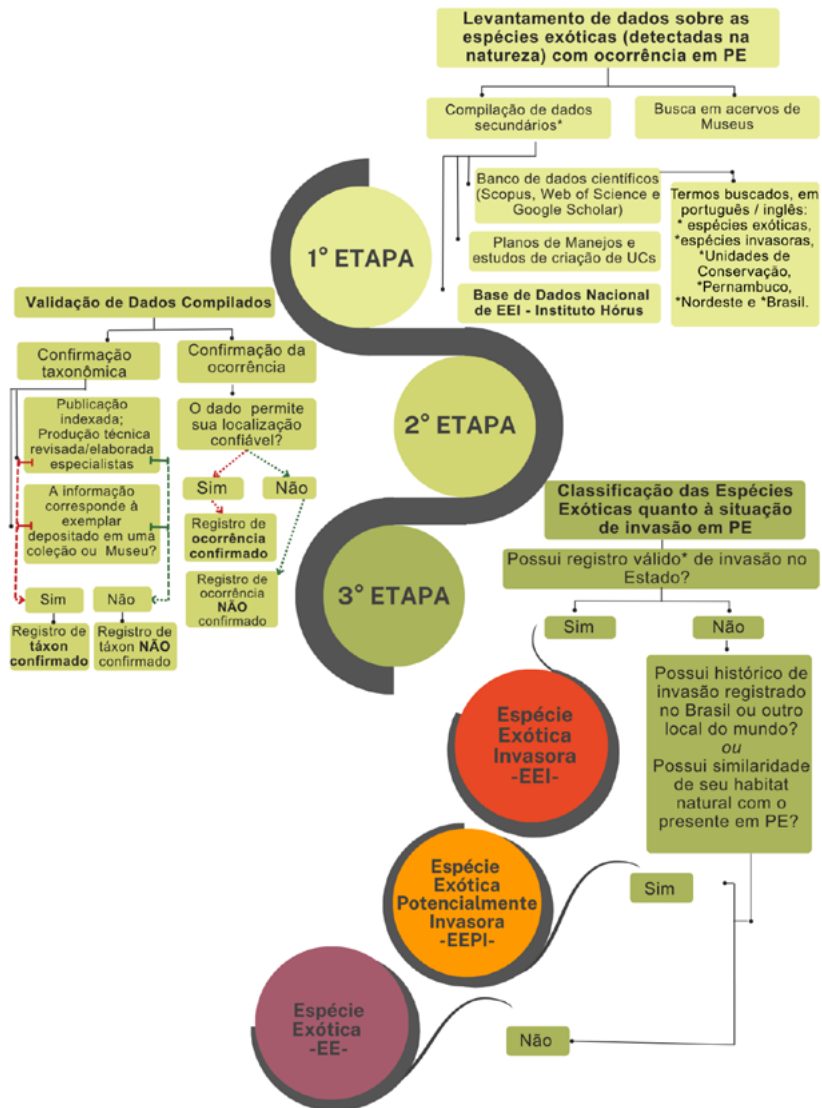 Levantamento de dados sobre as
espécies exóticas (detectadas na
natureza) com ocorrência em PE
Compilação de dados
secundários*
Busca em acervos de
Museus
Banco de dados científicos
(Scopus, Web of Science e
Google Scholar)
Planos de Manejos e
estudos de criação de UCs
Base de Dados Nacional
de EEI - Instituto Hórus
Termos buscados, em
português / inglês:
* espécies exóticas,
*espécies invasoras,
*Unidades de
Conservação,
*Pernambuco,
*Nordeste e *Brasil.
1° ETAPA
Validação de Dados Compilados
Confirmação
taxonômica
Confirmação da
ocorrência
Publicação
indexada;
Produção técnica
revisada/elaborada
especialistas
A informação
corresponde à
exemplar
depositado em uma
coleção ou Museu?
Sim
Não
Registro de
táxon
confirmado
Registro de
táxon NÃO
confirmado
O dado permite
sua localização
confiável?
Sim
Não
Registro de
ocorrência
confirmado
Registro de
ocorrência
NÃO
confirmado
2° ETAPA
3° ETAPA
Classificação das Espécies
Exóticas quanto à situação
de invasão em PE
Possui registro válido* de invasão no
Estado?
Sim
Não
Possui histórico de
invasão registrado
no Brasil ou outro
local do mundo?
ou
Possui similaridade
de seu habitat
natural com o
presente em PE?
Espécie
Exótica
Invasora
-EEI-
Sim
Espécie
Exótica
Potencialmente
Invasora
-EEPI-
Não
Espécie
Exótica
-EE-